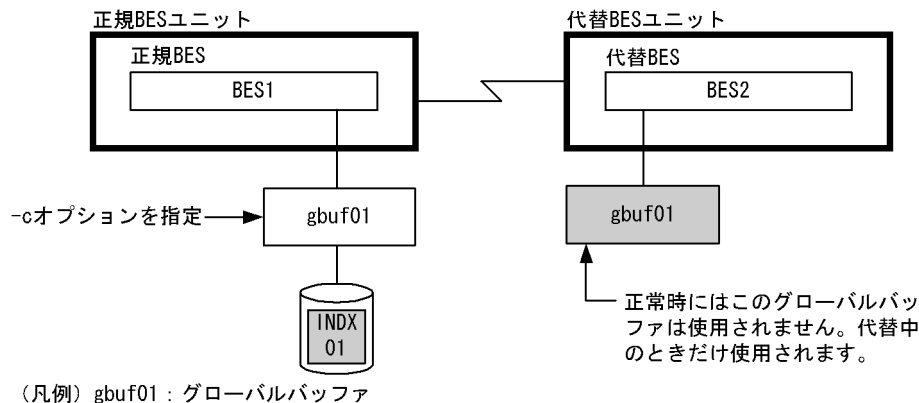 正規BESユニット
代替BESユニット
正規BES
代替BES
BES1
BES2
-cオプションを指定
gbuf01
gbuf01
INDX
01
正常時にはこのグローバルバッ
ファは使用されません。代替中
のときだけ使用されます。
（凡例）gbuf01：グローバルバッファ